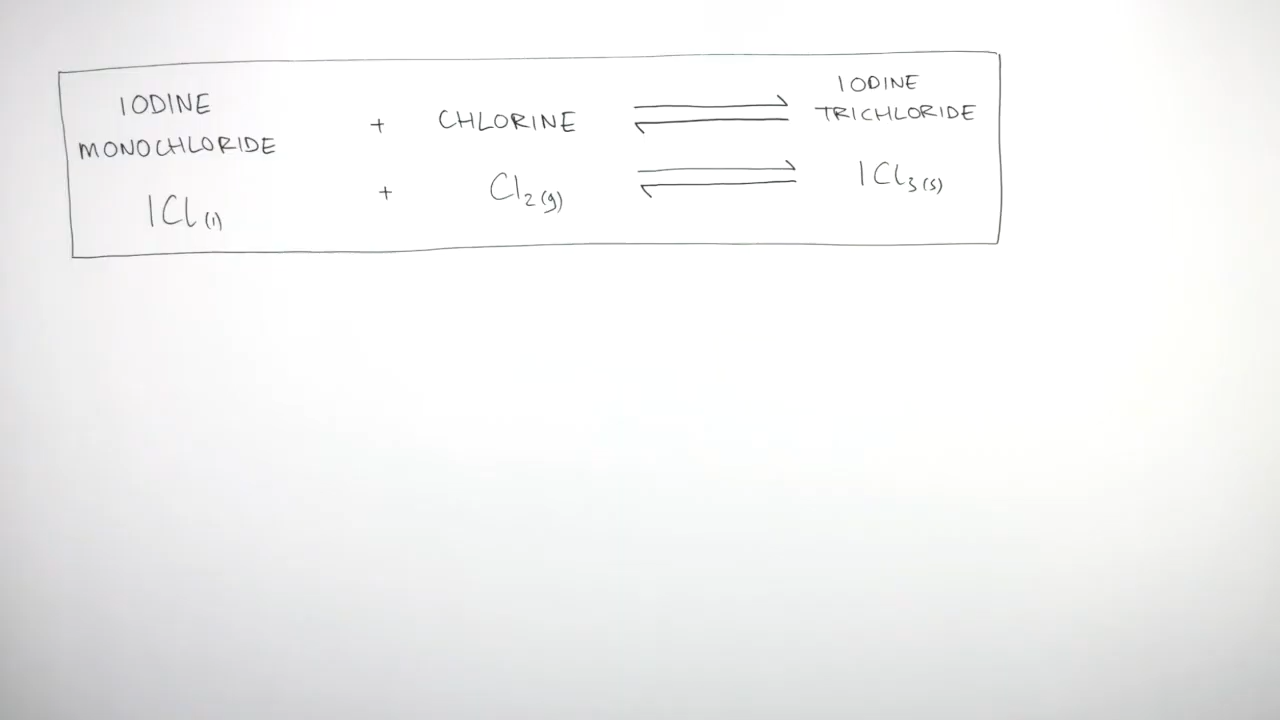 IODINE MONOCHLORIDE + CHLORINE ⇌ IODINE TRICHLORIDE
ICl(l) + Cl2(g) ⇌ ICl3(s)